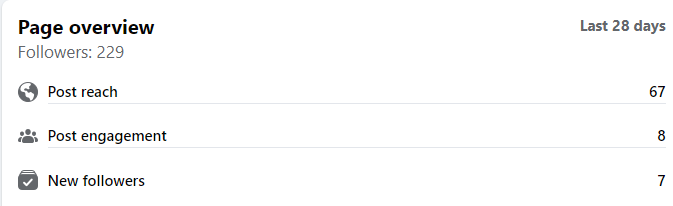 Page overview
Last 28 days
Followers: 229
Post reach 67
Post engagement 8
New followers 7